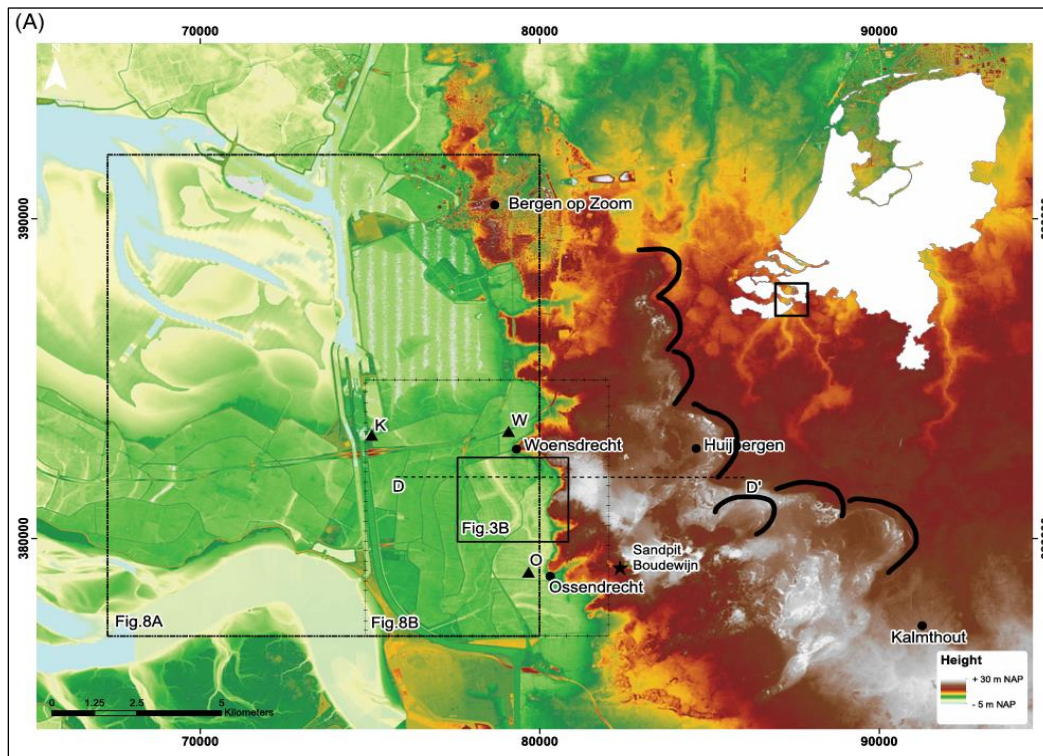 (A)
70000 80000 90000
N
390000
Bergen op Zoom
K W
Woensdrecht Huijbergen
D D'
Fig.3B
380000
O
Sandpit
Boudewijn
Ossendrecht
Fig.8A Fig.8B
Kalmthout
Height
+ 30 m NAP
- 5 m NAP
0 1.25 2.5 5
Kilometers
70000 80000 90000